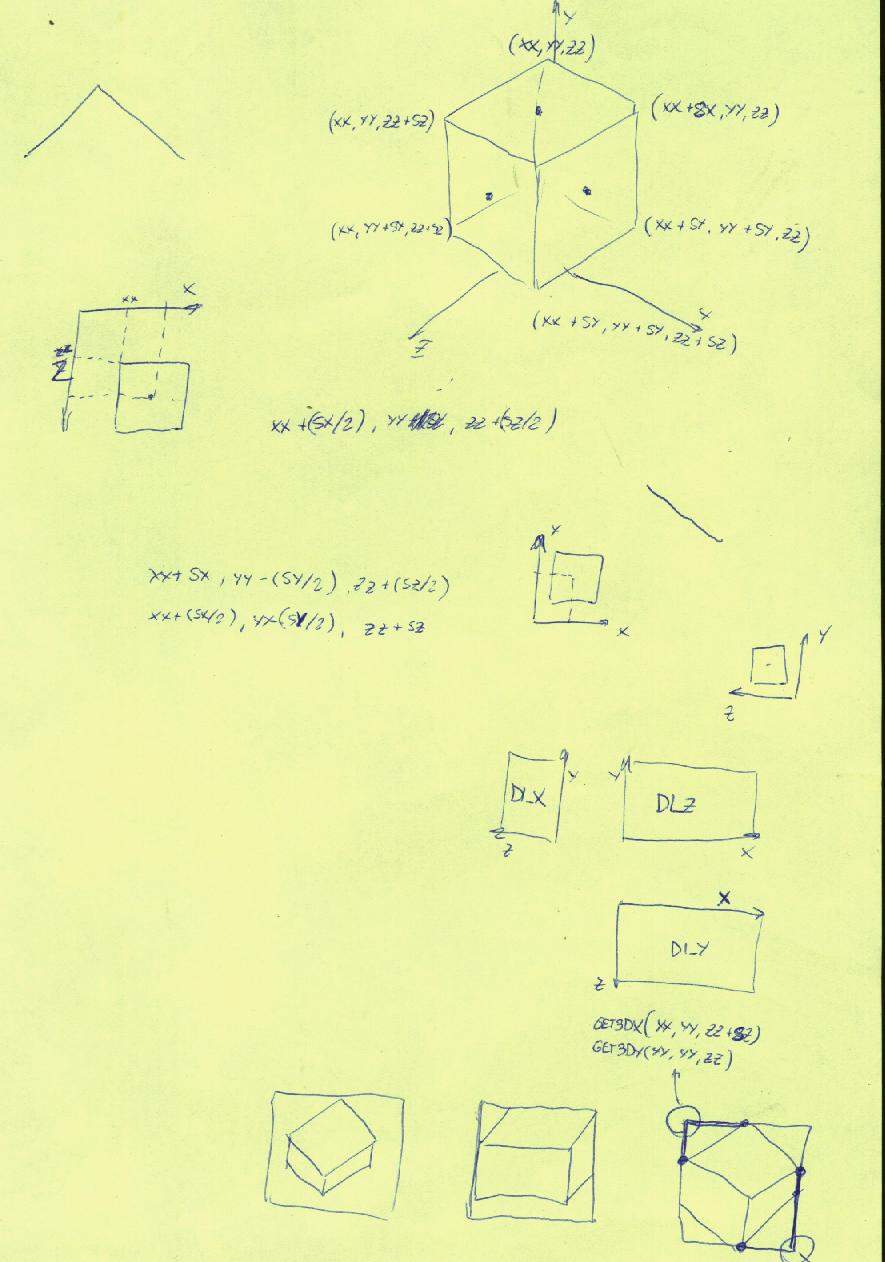 Y
(XX, YY, ZZ)
(XX, YY, ZZ+SZ)
(XX+SX, YY, ZZ)
(XX, YY+SY, ZZ+SZ)
(XX+SX, YY+SY, ZZ)
X
Z
(XX+SX, YY+SY, ZZ+SZ)
XX
X
Z
XX+(SX/2), YY, ZZ+(SZ/2)
Y
X
XX+SX, YY-(SY/2), ZZ+(SZ/2)
XX+(SX/2), YY-(SY/2), ZZ+SZ
Y
Z
DLX
Y
Z
Y
DLZ
X
X
DLY
Z
GET3DX(XX, YY, ZZ+SZ)
GET3DY(XX, YY, ZZ)